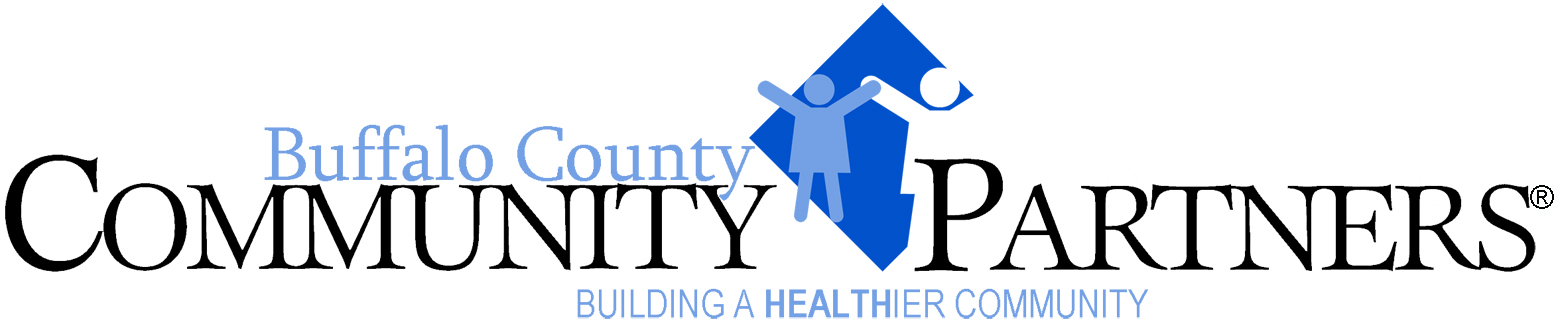 Buffalo County
COMMUNITY PARTNERS®
BUILDING A HEALTHIER COMMUNITY